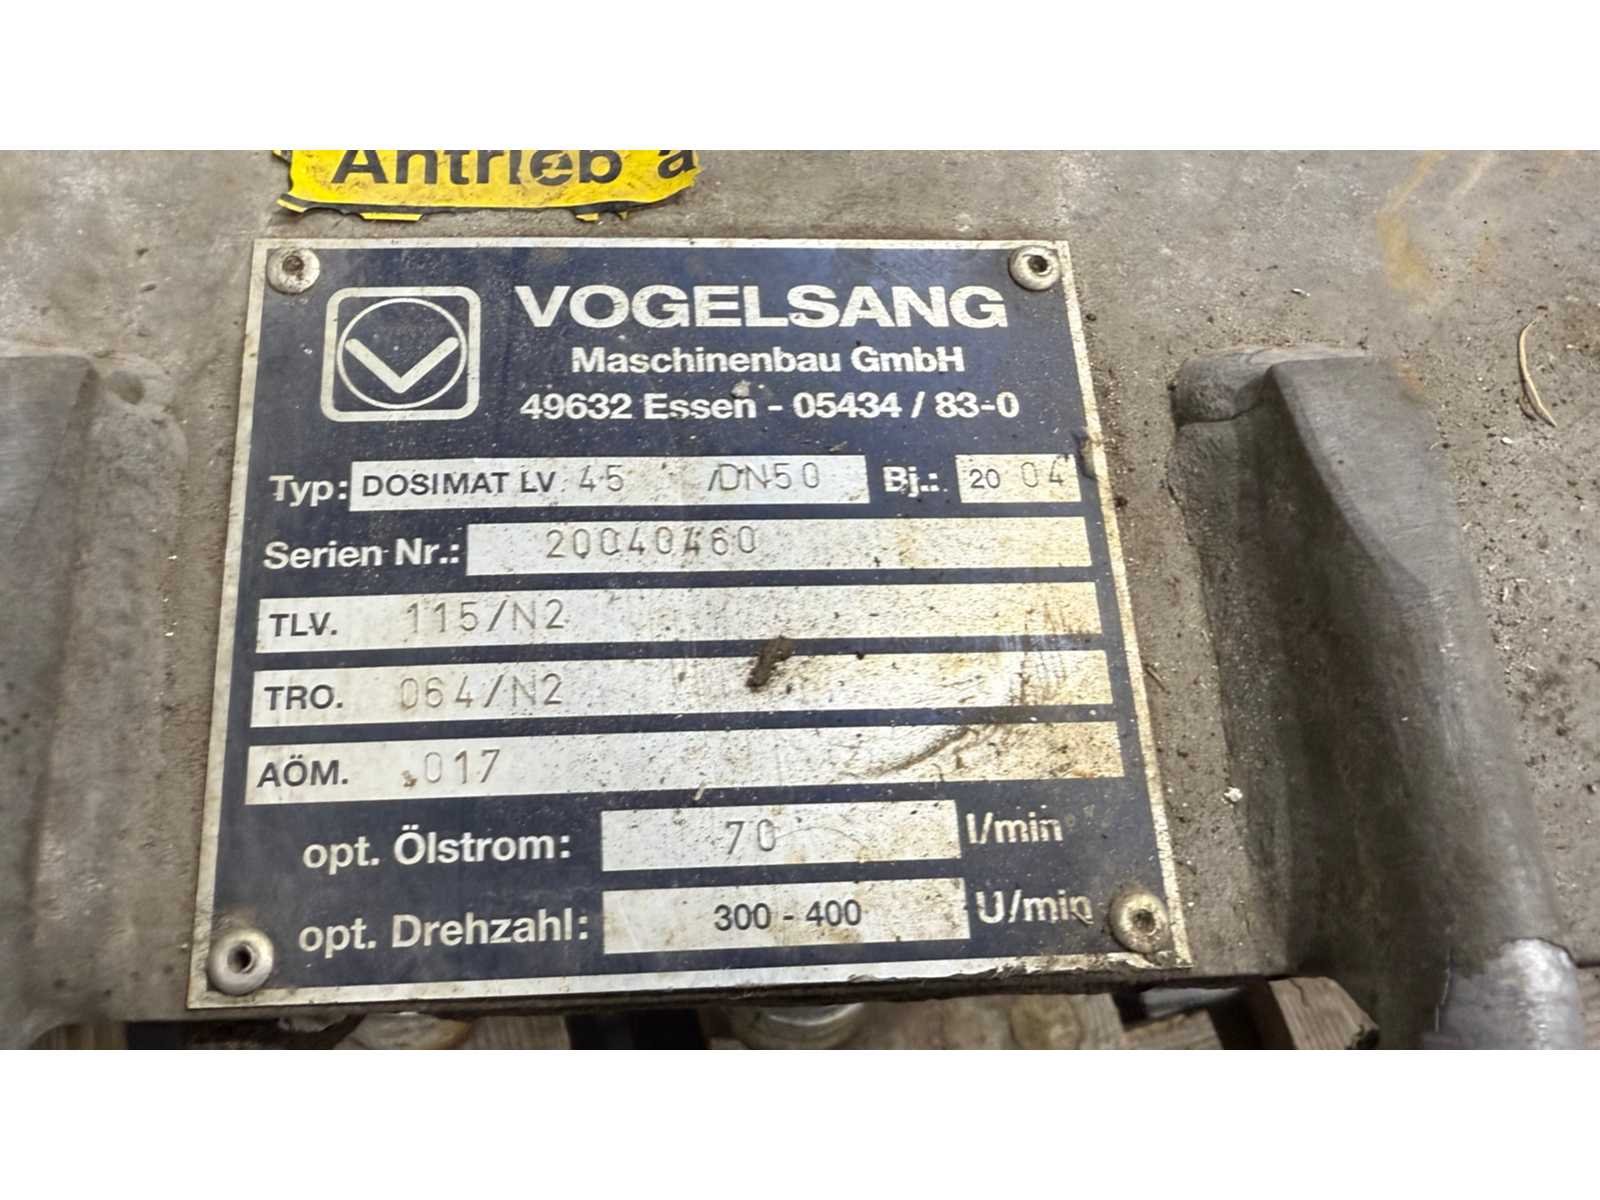 Antrieb a
VOGELSANG
Maschinenbau GmbH
49632 Essen - 05434 / 83-0
Typ: DOSIMAT LV 45 /DN50 Bj.: 20 04
Serien Nr.: 20040460
TLV. 115/N2
TRO. 064/N2
AÖM. 017
opt. Ölstrom: 70 l/min
opt. Drehzahl: 300 - 400 U/min